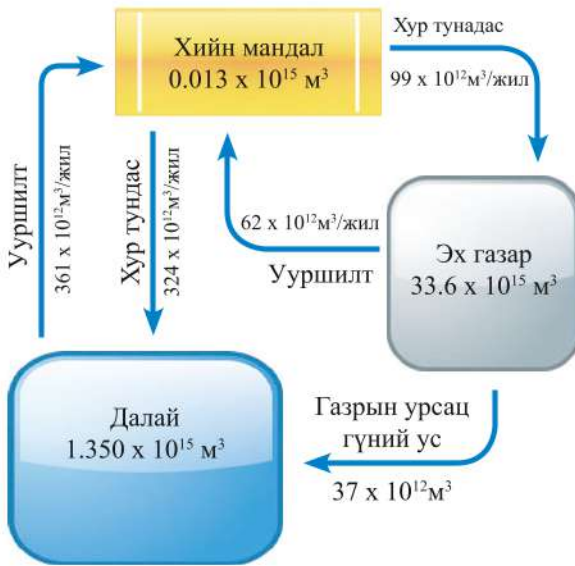 Хийн мандал
0.013 x 10¹⁵ м³
Хур тунадас
99 x 10¹²м³/жил
Ууршилт
361 x 10¹²м³/жил
Хур тундас
324 x 10¹²м³/жил
62 x 10¹²м³/жил
Ууршилт
Эх газар
33.6 x 10¹⁵ м³
Далай
1.350 x 10¹⁵ м³
Газрын урсац
гүний ус
37 x 10¹²м³